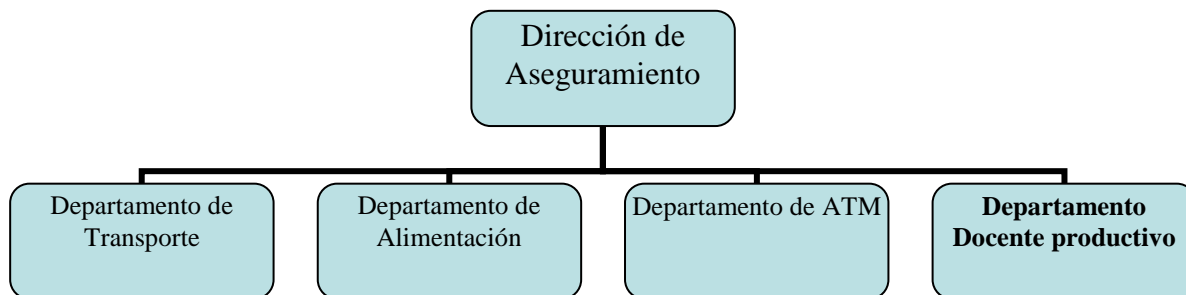 Dirección de
Aseguramiento
Departamento de
Transporte
Departamento de
Alimentación
Departamento de ATM
Departamento
Docente productivo